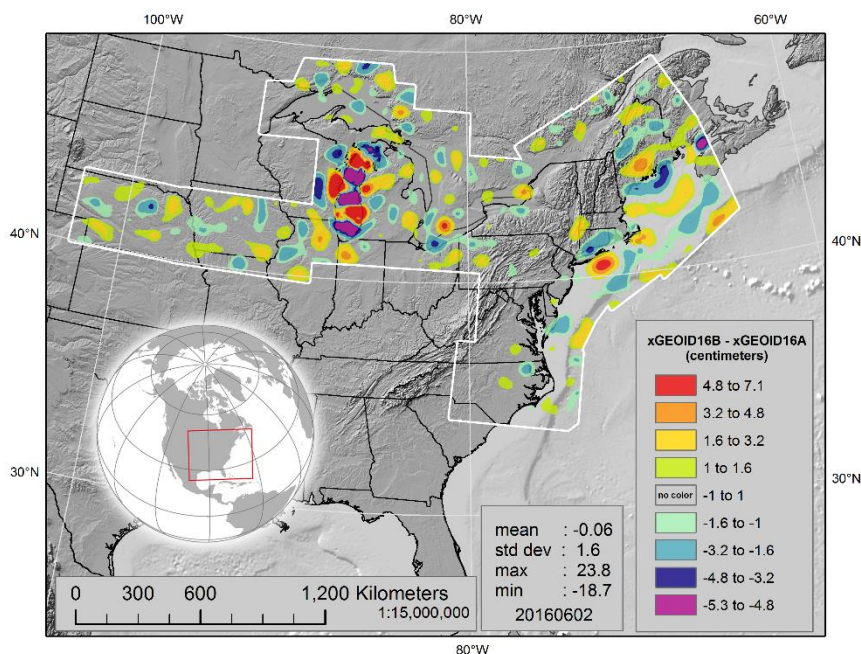 100°W 80°W 60°W
40°N 40°N
30°N 30°N
80°W
0 300 600 1,200 Kilometers
1:15,000,000
mean : -0.06
std dev : 1.6
max : 23.8
min : -18.7
20160602
xGEOID16B - xGEOID16A
(centimeters)
4.8 to 7.1
3.2 to 4.8
1.6 to 3.2
1 to 1.6
no color -1 to 1
-1.6 to -1
-3.2 to -1.6
-4.8 to -3.2
-5.3 to -4.8